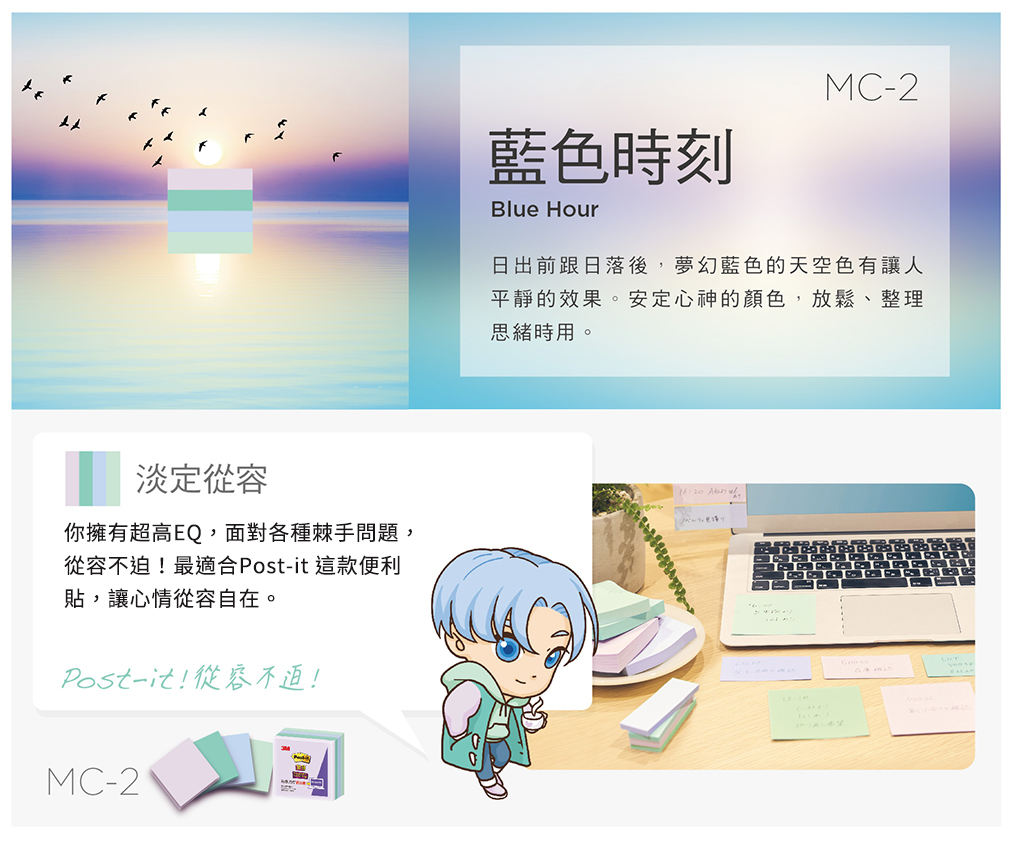 MC-2
藍色時刻
Blue Hour
日出前跟日落後，夢幻藍色的天空色有讓人
平靜的效果。安定心神的顏色，放鬆、整理
思緒時用。
淡定從容
你擁有超高EQ，面對各種棘手問題，
從容不迫！最適合Post-it 這款便利
貼，讓心情從容自在。
Post-it!從容不迫!
MC-2
3M
Post-it